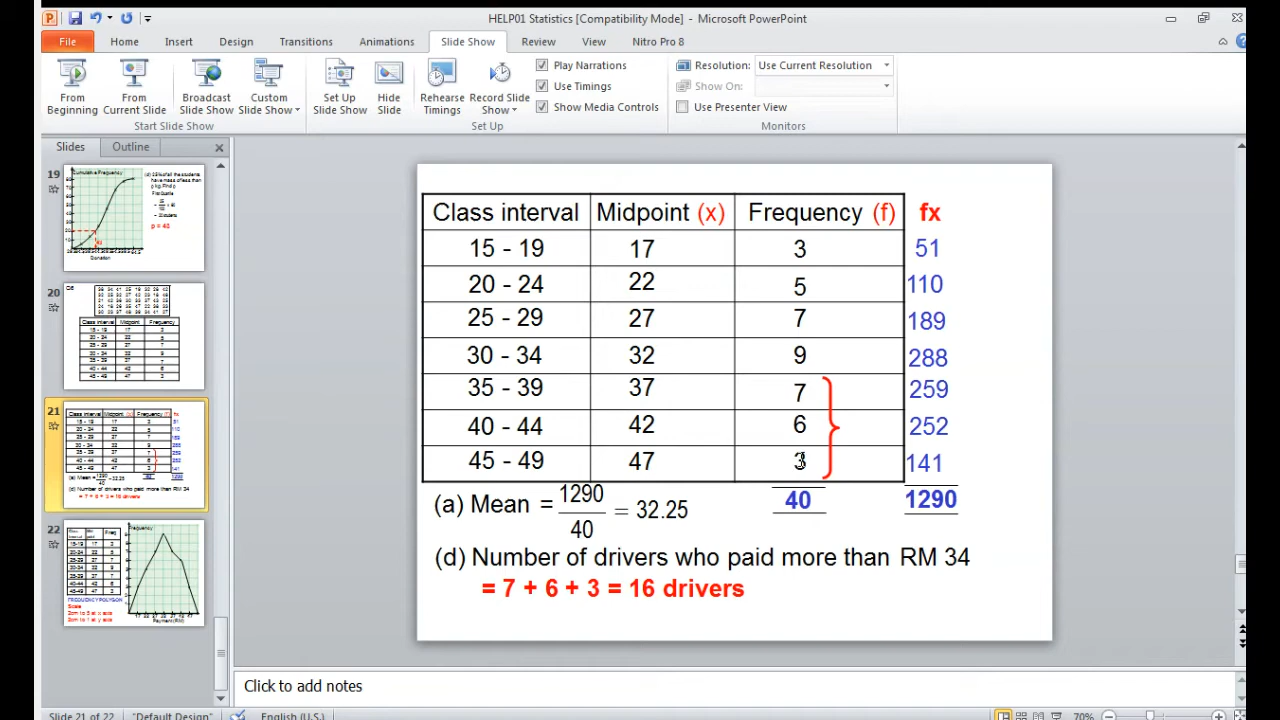 HELP01 Statistics [Compatibility Mode] - Microsoft PowerPoint
File Home Insert Design Transitions Animations Slide Show Review View Nitro Pro 8
From Beginning
From Current Slide
Broadcast Slide Show
Custom Slide Show
Set Up Slide Show
Hide Slide
Rehearse Timings
Record Slide Show
Play Narrations
Use Timings
Show Media Controls
Resolution: Use Current Resolution
Show On:
Use Presenter View
Start Slide Show Set Up Monitors
Slides Outline
19
20
21
22
Class interval Midpoint (x) Frequency (f) fx
15 - 19 17 3 51
20 - 24 22 5 110
25 - 29 27 7 189
30 - 34 32 9 288
35 - 39 37 7 259
40 - 44 42 6 252
45 - 49 47 3 141
40 1290
(a) Mean = 1290/40 = 32.25
(d) Number of drivers who paid more than RM 34
= 7 + 6 + 3 = 16 drivers
Click to add notes
Slide 21 of 22 "Default Design" English (U.S.) 70%